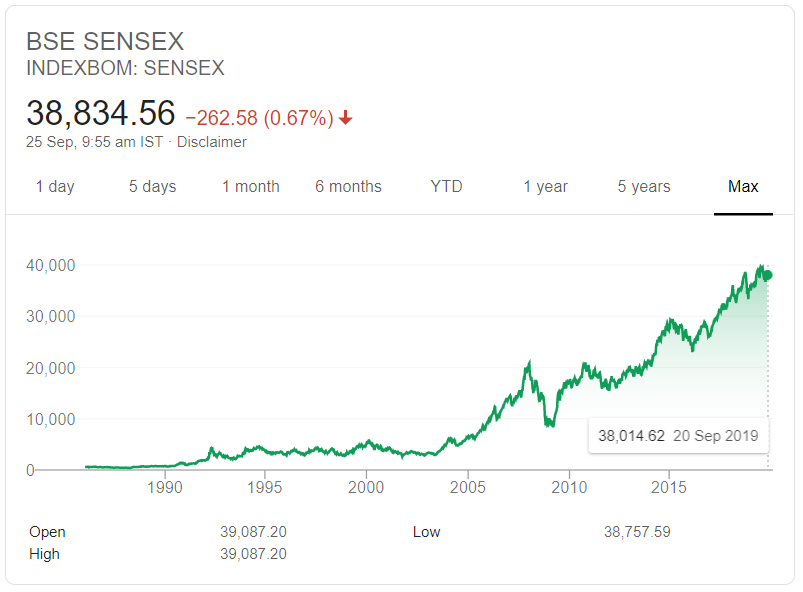 BSE SENSEX
INDEXBOM: SENSEX
38,834.56 −262.58 (0.67%) ↓
25 Sep, 9:55 am IST · Disclaimer
1 day 5 days 1 month 6 months YTD 1 year 5 years Max
40,000
30,000
20,000
10,000
0
38,014.62 20 Sep 2019
1990 1995 2000 2005 2010 2015
Open 39,087.20 Low 38,757.59
High 39,087.20